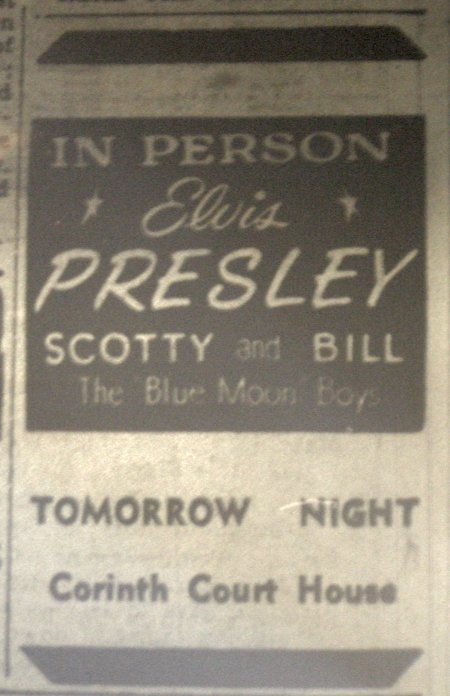 IN PERSON
Elvis
PRESLEY
SCOTTY and BILL
The "Blue Moon" Boys
TOMORROW NiGHT
Corinth Court House